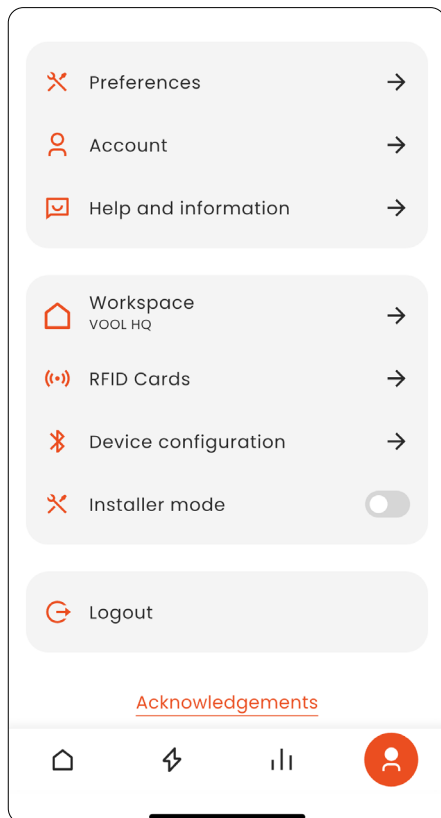 Preferences
Account
Help and information
Workspace
VOOL HQ
RFID Cards
Device configuration
Installer mode
Logout
Acknowledgements